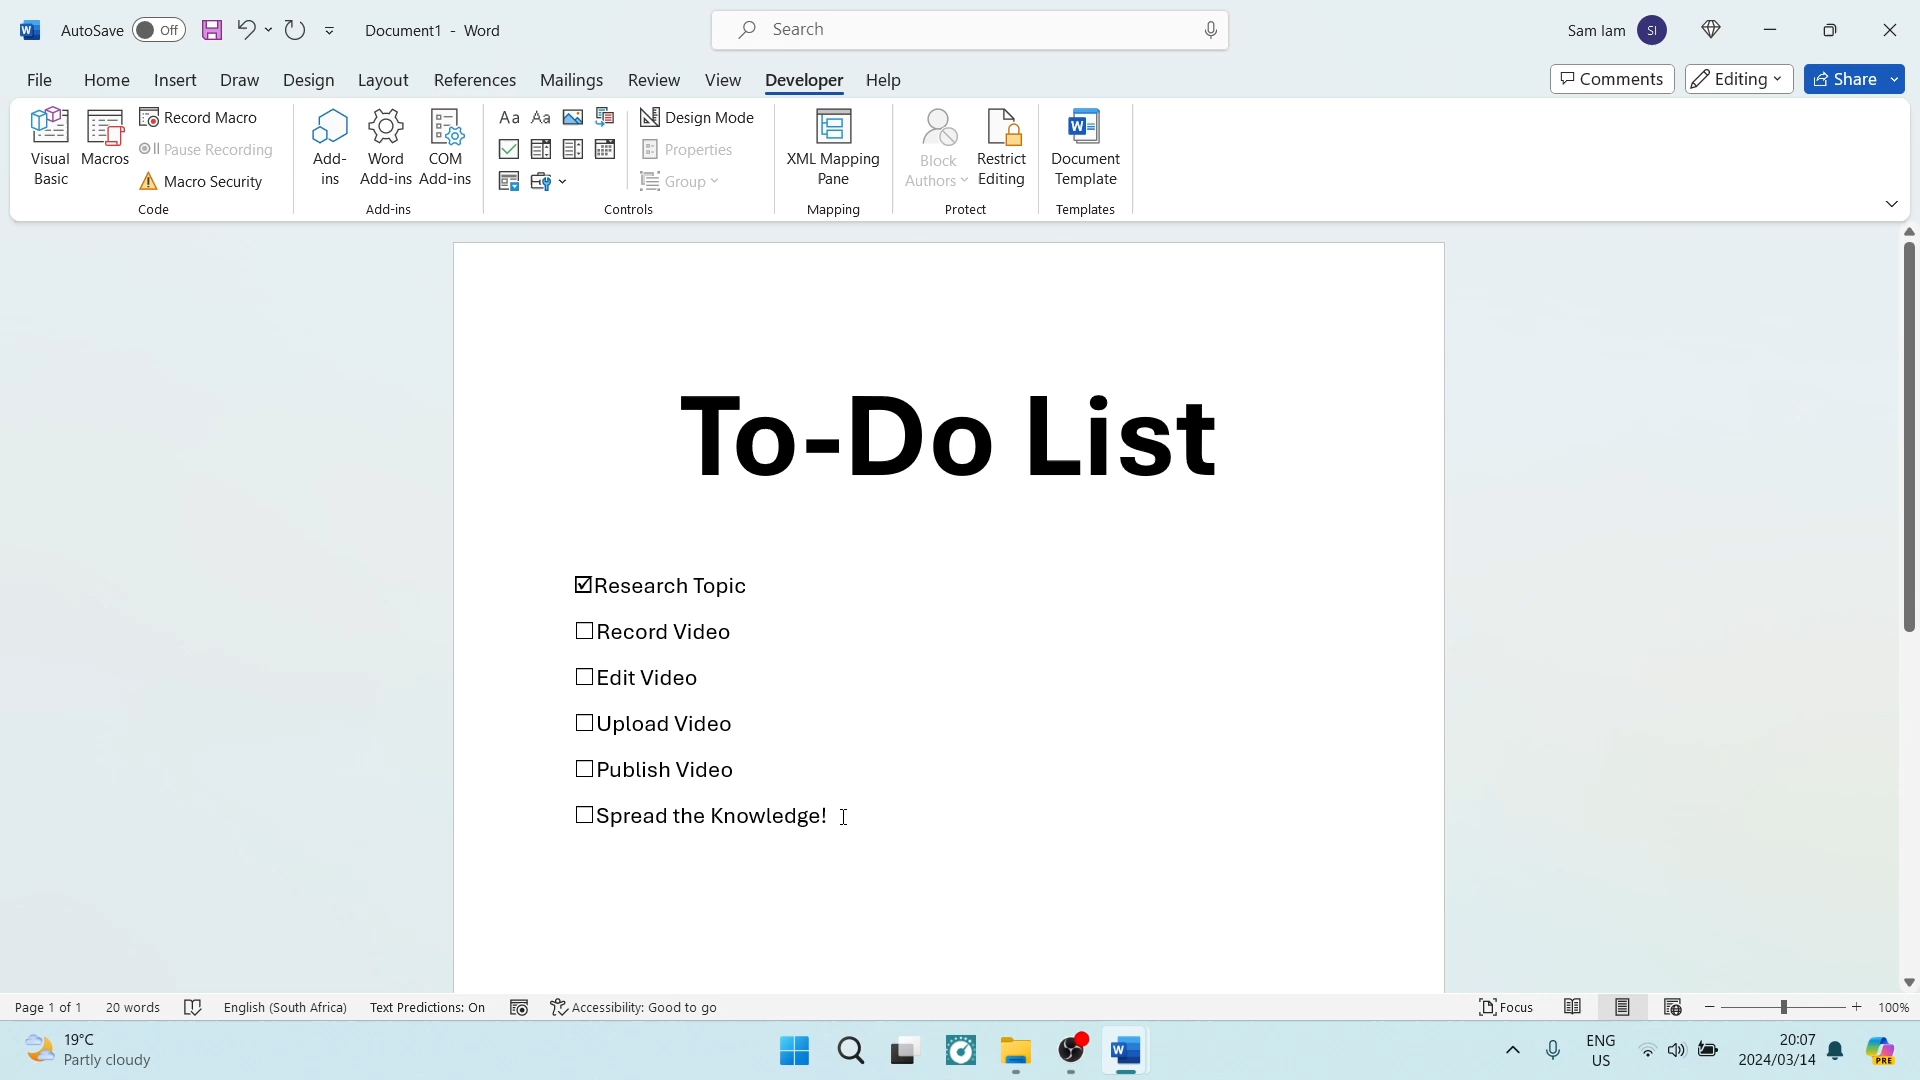 AutoSave Off Document1 - Word Search Sam Iam SI
File Home Insert Draw Design Layout References Mailings Review View Developer Help Comments Editing Share
Visual Basic
Macros
Record Macro
Pause Recording
Macro Security
Code
Add-ins
Word Add-ins
COM Add-ins
Add-ins
Aa Aa
Design Mode
Properties
Group
Controls
XML Mapping Pane
Mapping
Block Authors
Restrict Editing
Protect
Document Template
Templates
To-Do List
☑Research Topic
☐Record Video
☐Edit Video
☐Upload Video
☐Publish Video
☐Spread the Knowledge!
Page 1 of 1 20 words English (South Africa) Text Predictions: On Accessibility: Good to go Focus 100%
19°C
Partly cloudy
ENG
US
20:07
2024/03/14
PRE